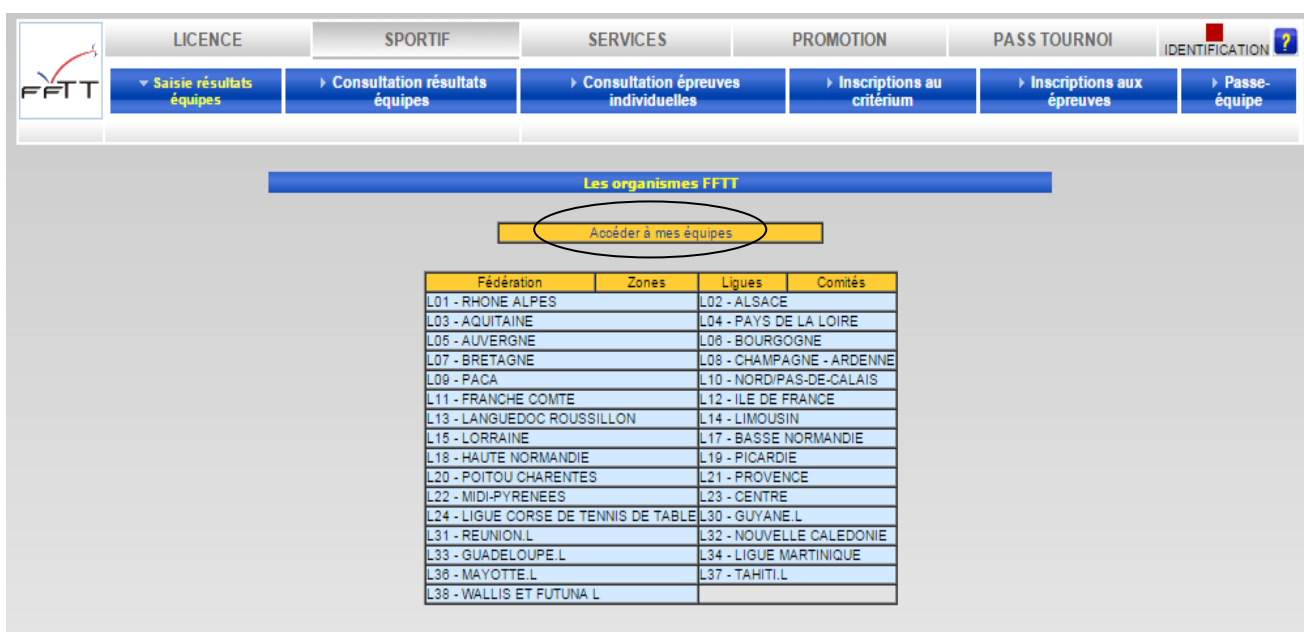 LICENCE SPORTIF SERVICES PROMOTION PASS TOURNOI IDENTIFICATION ?
FFTT
Saisie résultats équipes
Consultation résultats équipes
Consultation épreuves individuelles
Inscriptions au critérium
Inscriptions aux épreuves
Passe-équipe
Les organismes FFTT
Accéder à mes équipes
Fédération Zones Ligues Comités
L01 - RHONE ALPES L02 - ALSACE
L03 - AQUITAINE L04 - PAYS DE LA LOIRE
L05 - AUVERGNE L06 - BOURGOGNE
L07 - BRETAGNE L08 - CHAMPAGNE - ARDENNE
L09 - PACA L10 - NORD/PAS-DE-CALAIS
L11 - FRANCHE COMTE L12 - ILE DE FRANCE
L13 - LANGUEDOC ROUSSILLON L14 - LIMOUSIN
L15 - LORRAINE L17 - BASSE NORMANDIE
L18 - HAUTE NORMANDIE L19 - PICARDIE
L20 - POITOU CHARENTES L21 - PROVENCE
L22 - MIDI-PYRENEES L23 - CENTRE
L24 - LIGUE CORSE DE TENNIS DE TABLE L30 - GUYANE.L
L31 - REUNION.L L32 - NOUVELLE CALEDONIE
L33 - GUADELOUPE.L L34 - LIGUE MARTINIQUE
L36 - MAYOTTE.L L37 - TAHITI.L
L38 - WALLIS ET FUTUNA L